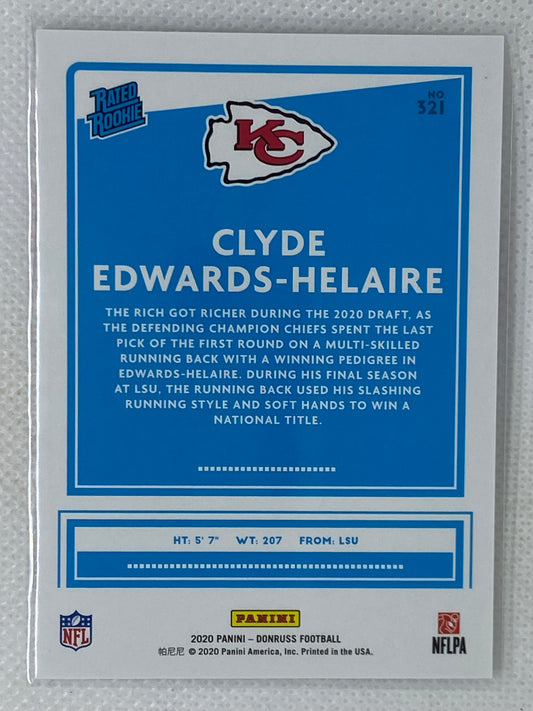 RATED
ROOKIE
NO.
321
KC
CLYDE
EDWARDS-HELAIRE
THE RICH GOT RICHER DURING THE 2020 DRAFT, AS
THE DEFENDING CHAMPION CHIEFS SPENT THE LAST
PICK OF THE FIRST ROUND ON A MULTI-SKILLED
RUNNING BACK WITH A WINNING PEDIGREE IN
EDWARDS-HELAIRE. DURING HIS FINAL SEASON
AT LSU, THE RUNNING BACK USED HIS SLASHING
RUNNING STYLE AND SOFT HANDS TO WIN A
NATIONAL TITLE.
HT: 5' 7" WT: 207 FROM: LSU
NFL
PANINI
NFLPA
2020 PANINI – DONRUSS FOOTBALL
帕尼尼 © 2020 Panini America, Inc. Printed in the USA.